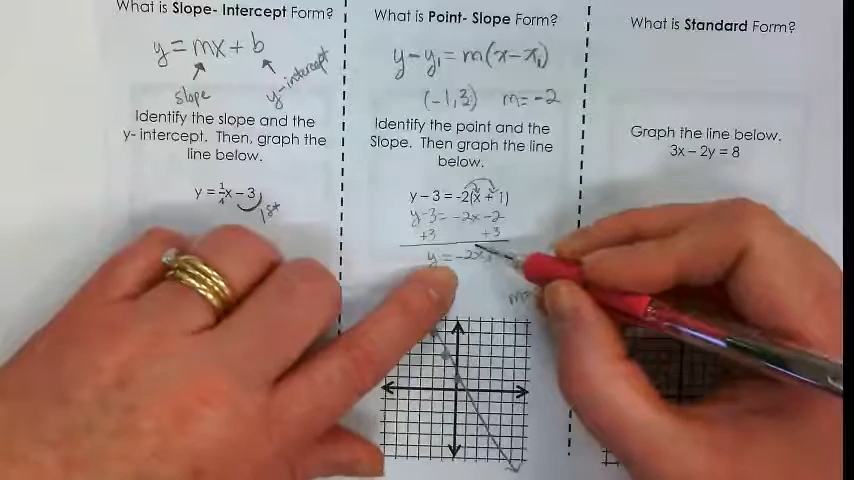 What is Slope- Intercept Form?
y = mx + b
slope
y-intercept
Identify the slope and the
y- intercept. Then, graph the
line below.
y = 1/4x - 3
1st
What is Point- Slope Form?
y - y₁ = m(x - x₁)
(-1,3) m = -2
Identify the point and the
Slope. Then graph the line
below.
y - 3 = -2(x + 1)
y-3 = -2x -2
+3 +3
y = -2x
m=
What is Standard Form?
Graph the line below.
3x - 2y = 8